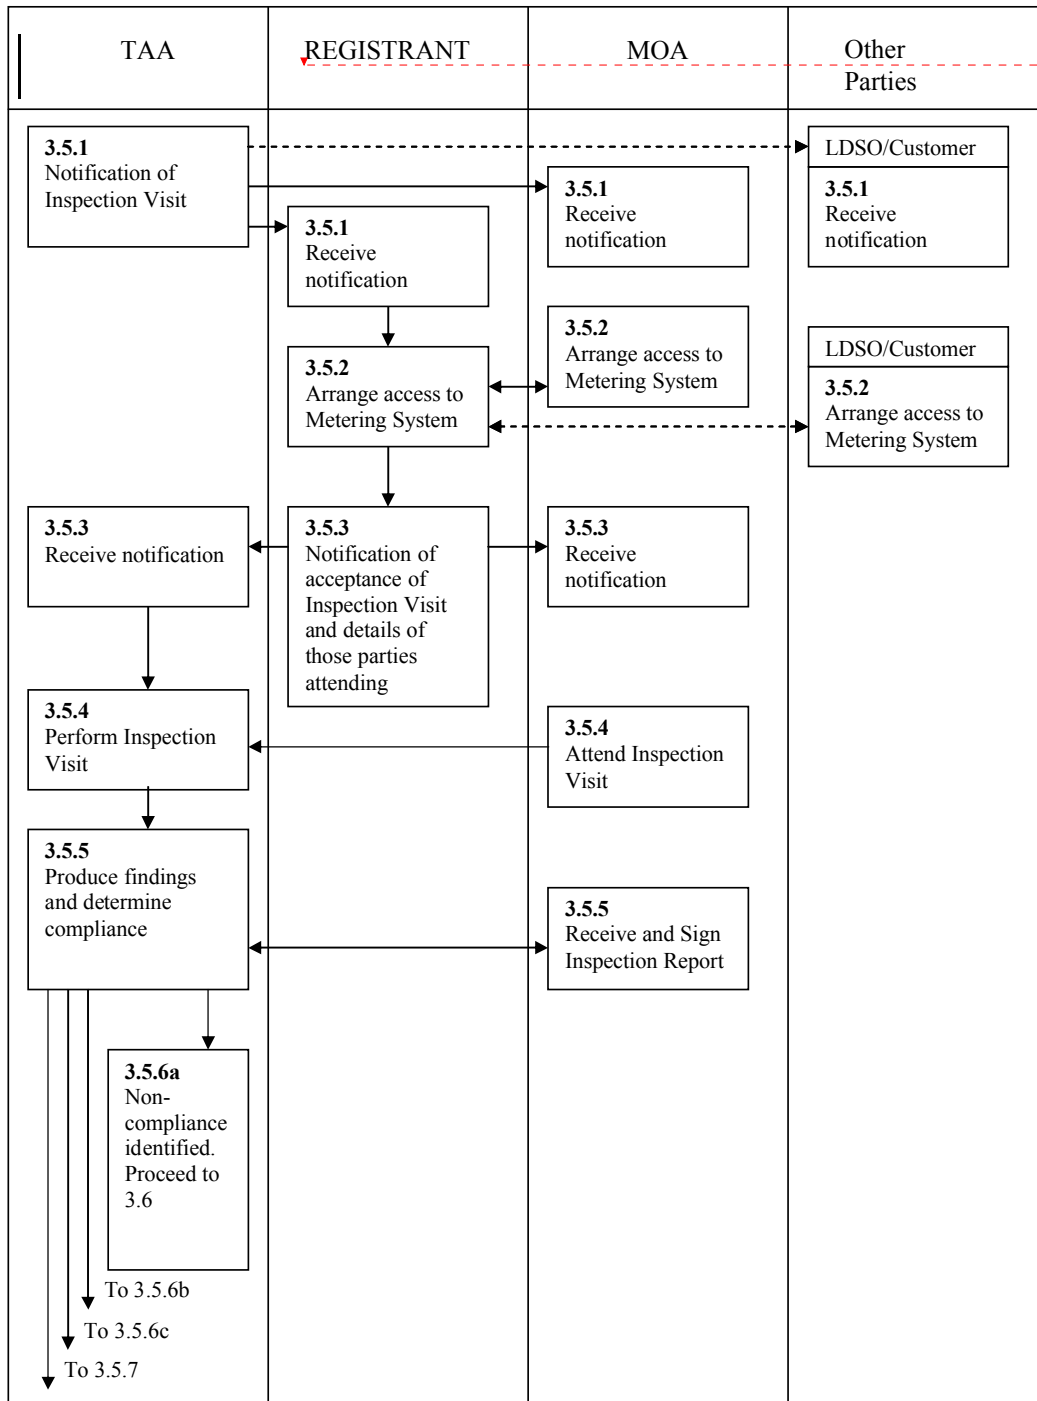 TAA
REGISTRANT
MOA
Other
Parties
3.5.1
Notification of
Inspection Visit
LDSO/Customer
3.5.1
Receive
notification
3.5.1
Receive
notification
3.5.1
Receive
notification
3.5.2
Arrange access to
Metering System
3.5.2
Arrange access to
Metering System
LDSO/Customer
3.5.2
Arrange access to
Metering System
3.5.3
Receive notification
3.5.3
Notification of
acceptance of
Inspection Visit
and details of
those parties
attending
3.5.3
Receive
notification
3.5.4
Perform Inspection
Visit
3.5.4
Attend Inspection
Visit
3.5.5
Produce findings
and determine
compliance
3.5.5
Receive and Sign
Inspection Report
3.5.6a
Non-
compliance
identified.
Proceed to
3.6
To 3.5.6b
To 3.5.6c
To 3.5.7